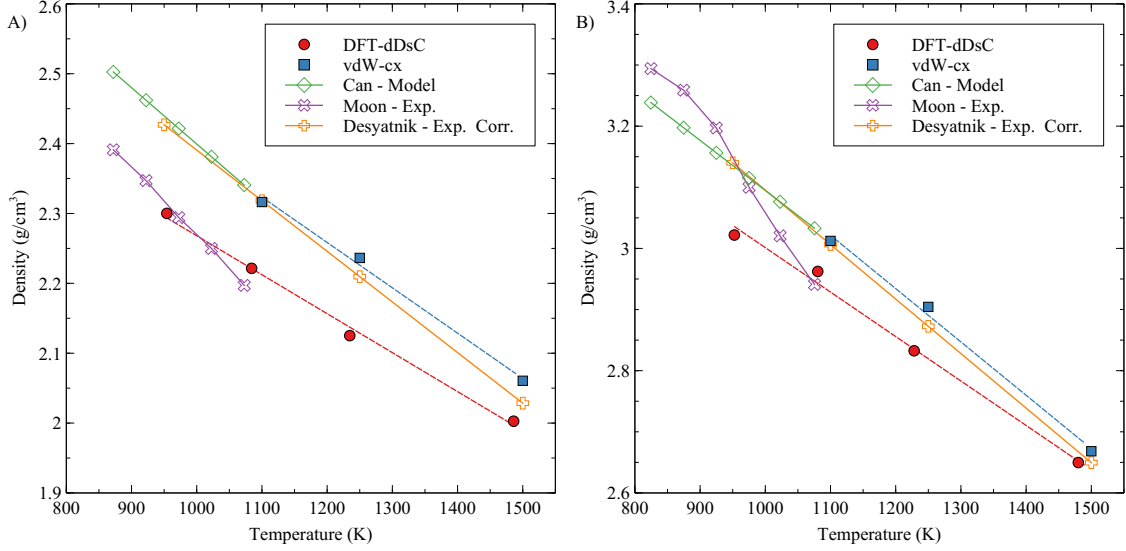 A)
DFT-dDsC
vdW-cx
Can - Model
Moon - Exp.
Desyatnik - Exp. Corr.
2.6
2.5
2.4
2.3
2.2
2.1
2
1.9
Density (g/cm³)
800 900 1000 1100 1200 1300 1400 1500
Temperature (K)
B)
DFT-dDsC
vdW-cx
Can - Model
Moon - Exp.
Desyatnik - Exp. Corr.
3.4
3.2
3
2.8
2.6
Density (g/cm³)
800 900 1000 1100 1200 1300 1400 1500
Temperature (K)